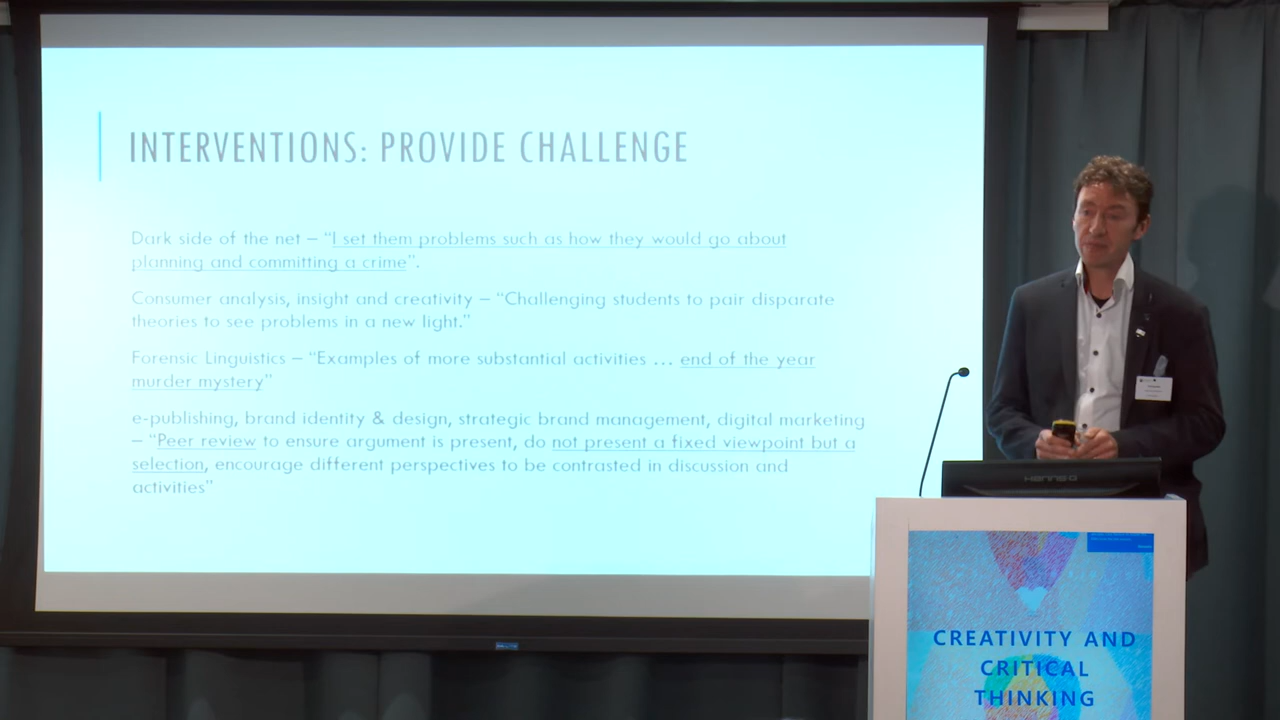 INTERVENTIONS: PROVIDE CHALLENGE
Dark side of the net – “I set them problems such as how they would go about
planning and committing a crime”.
Consumer analysis, insight and creativity – “Challenging students to pair disparate
theories to see problems in a new light.”
Forensic Linguistics – “Examples of more substantial activities … end of the year
murder mystery”
e-publishing, brand identity & design, strategic brand management, digital marketing
– “Peer review to ensure argument is present, do not present a fixed viewpoint but a
selection, encourage different perspectives to be contrasted in discussion and
activities”
CREATIVITY AND
CRITICAL
THINKING